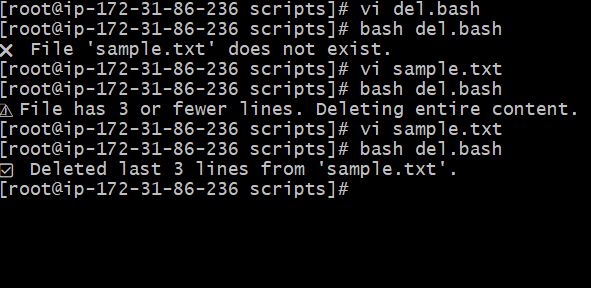 [root@ip-172-31-86-236 scripts]# vi del.bash
[root@ip-172-31-86-236 scripts]# bash del.bash
❌ File 'sample.txt' does not exist.
[root@ip-172-31-86-236 scripts]# vi sample.txt
[root@ip-172-31-86-236 scripts]# bash del.bash
⚠ File has 3 or fewer lines. Deleting entire content.
[root@ip-172-31-86-236 scripts]# vi sample.txt
[root@ip-172-31-86-236 scripts]# bash del.bash
☑ Deleted last 3 lines from 'sample.txt'.
[root@ip-172-31-86-236 scripts]#